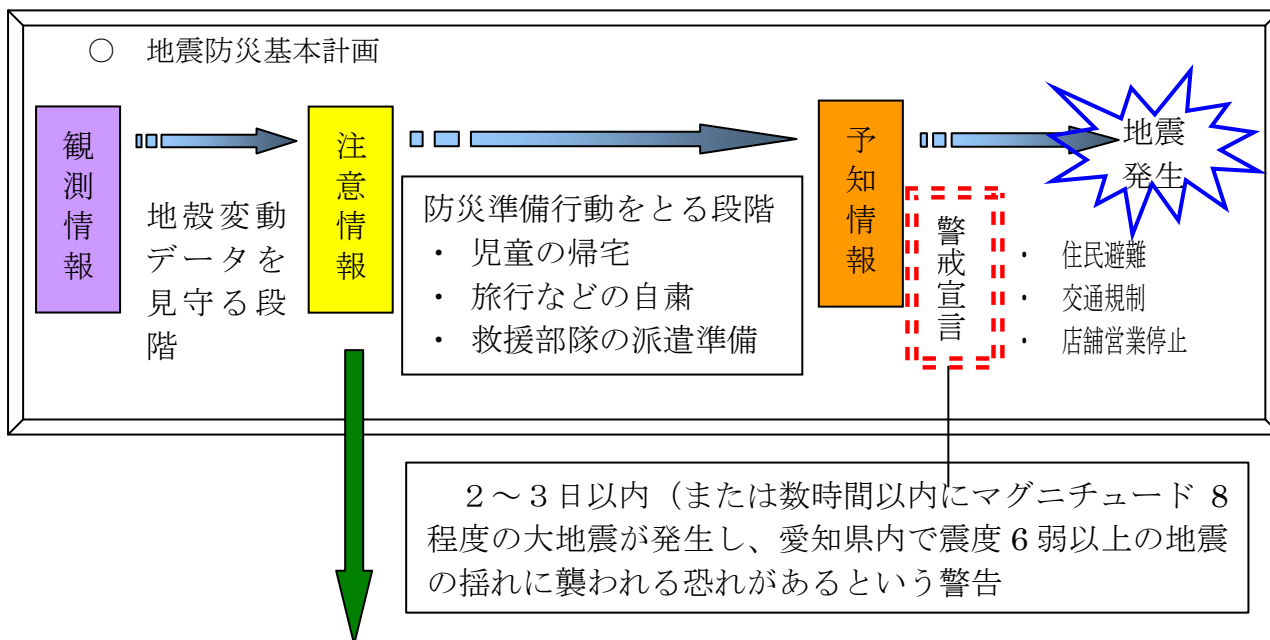 ○ 地震防災基本計画
観測情報
地殻変動
データを
見守る段
階
注意情報
防災準備行動をとる段階
・ 児童の帰宅
・ 旅行などの自粛
・ 救援部隊の派遣準備
予知情報
警戒宣言
地震
発生
・ 住民避難
・ 交通規制
・ 店舗営業停止
２～３日以内（または数時間以内にマグニチュード 8
程度の大地震が発生し、愛知県内で震度 6 弱以上の地震
の揺れに襲われる恐れがあるという警告